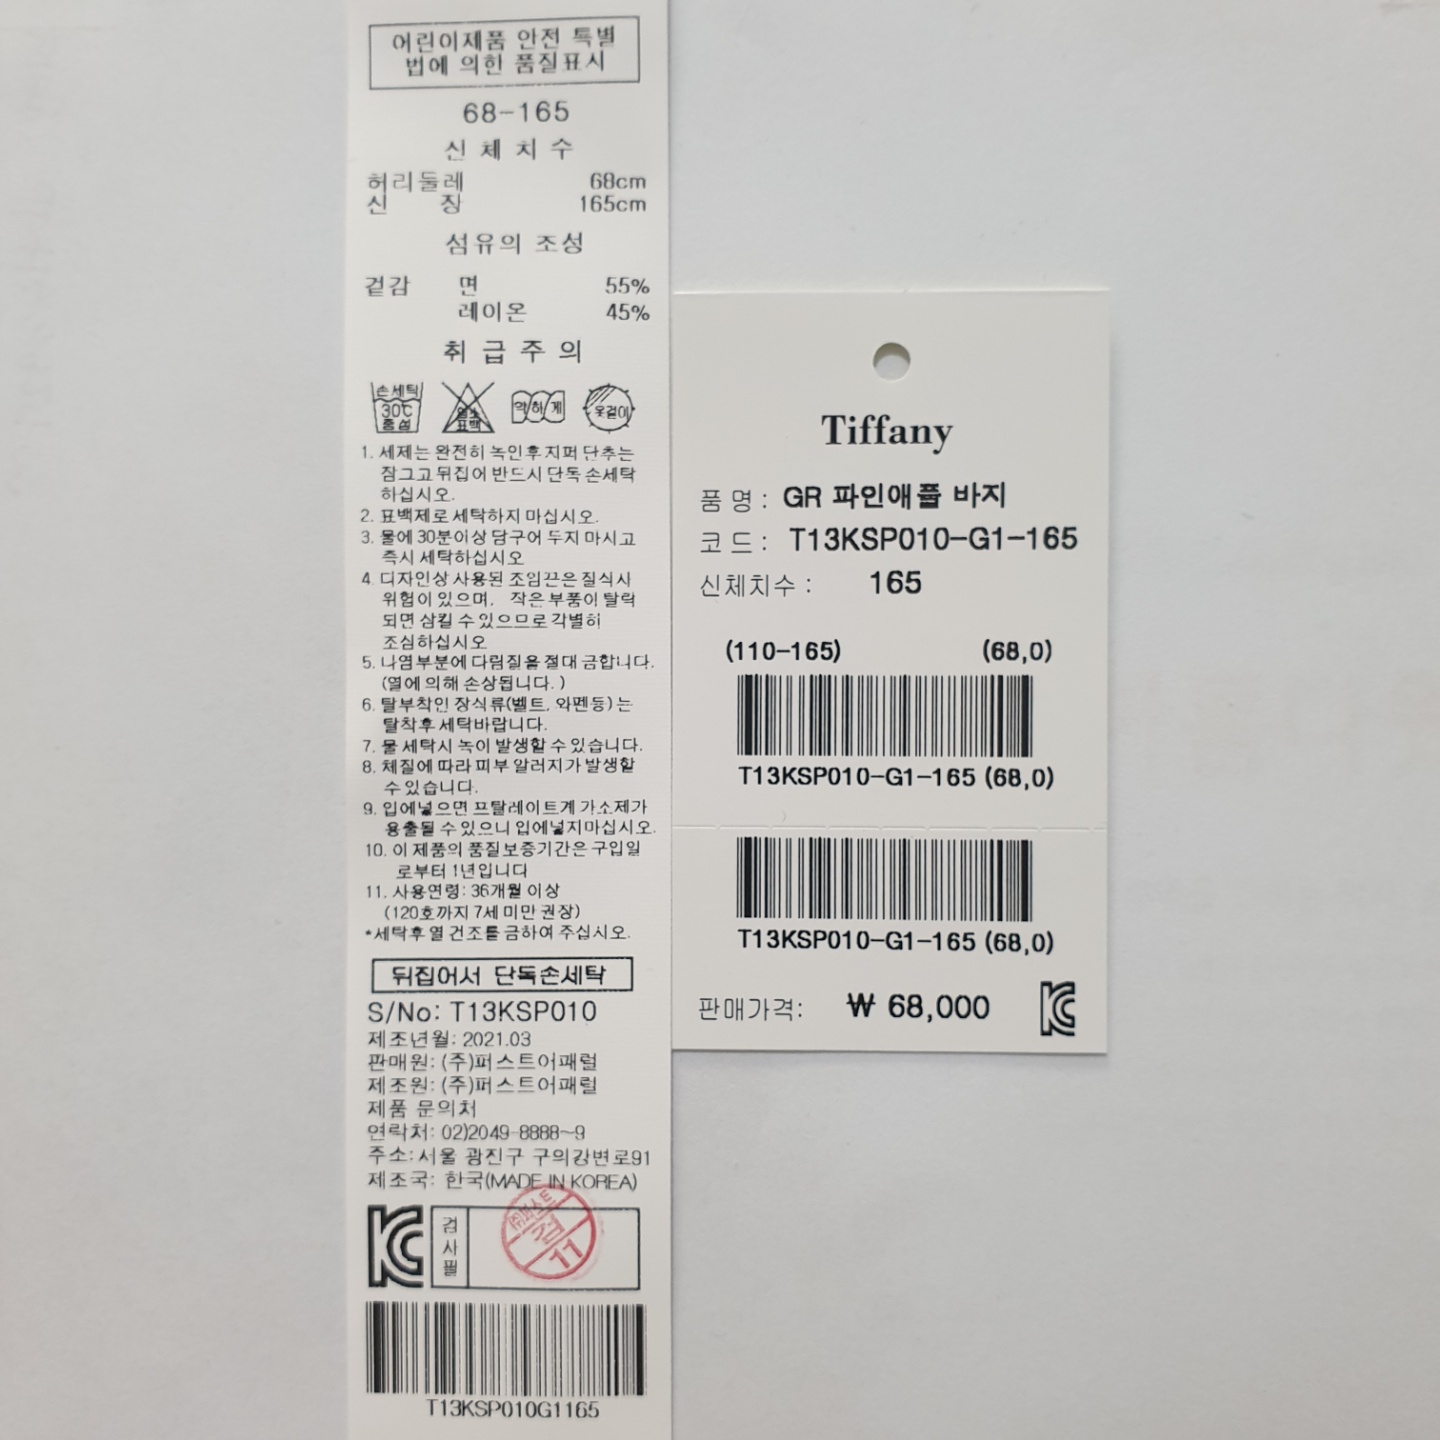 어린이제품 안전 특별
법에 의한 품질표시
68-165
신 체 치 수
허리둘레 68cm
신 장 165cm
섬유의 조성
겉감 면 55%
레이온 45%
취 급 주 의
손세탁 30℃ 중성
염소 표백
약하게
옷걸이
1. 세제는 완전히 녹인후 지퍼 단추는
잠그고 뒤집어 반드시 단독 손세탁
하십시오.
2. 표백제로 세탁하지 마십시오.
3. 물에 30분이상 담구어 두지 마시고
즉시 세탁하십시오
4. 디자인상 사용된 조임끈은 질식사
위험이 있으며, 작은 부품이 탈락
되면 삼킬 수 있으므로 각별히
조심하십시오
5. 나염부분에 다림질을 절대 금합니다.
(열에 의해 손상됩니다. )
6. 탈부착인 장식류(벨트, 와펜등) 는
탈착후 세탁바랍니다.
7. 물 세탁시 녹이 발생할 수 있습니다.
8. 체질에 따라 피부 알러지가 발생할
수 있습니다.
9. 입에넣으면 프탈레이트계 가소제가
용출될 수 있으니 입에넣지마십시오.
10. 이 제품의 품질보증기간은 구입일
로부터 1년입니다
11. 사용연령: 36개월 이상
(120호까지 7세 미만 권장)
*세탁후 열 건조를 금하여 주십시오.
뒤집어서 단독손세탁
S/No: T13KSP010
제조년월: 2021.03
판매원: (주)퍼스트어패럴
제조원: (주)퍼스트어패럴
제품 문의처
연락처: 02)2049-8888~9
주소:서울 광진구 구의강변로91
제조국: 한국(MADE IN KOREA)
검사필
(주)퍼스트
검
11
T13KSP010G1165
Tiffany
품 명 : GR 파인애플 바지
코 드 : T13KSP010-G1-165
신체치수 : 165
(110-165) (68,0)
T13KSP010-G1-165 (68,0)
T13KSP010-G1-165 (68,0)
판매가격: ₩ 68,000